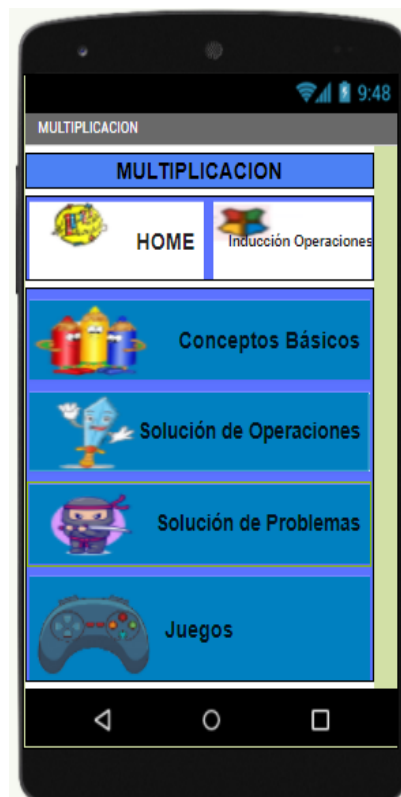 9:48
MULTIPLICACION
MULTIPLICACION
HOME
Inducción Operaciones
Conceptos Básicos
Solución de Operaciones
Solución de Problemas
Juegos